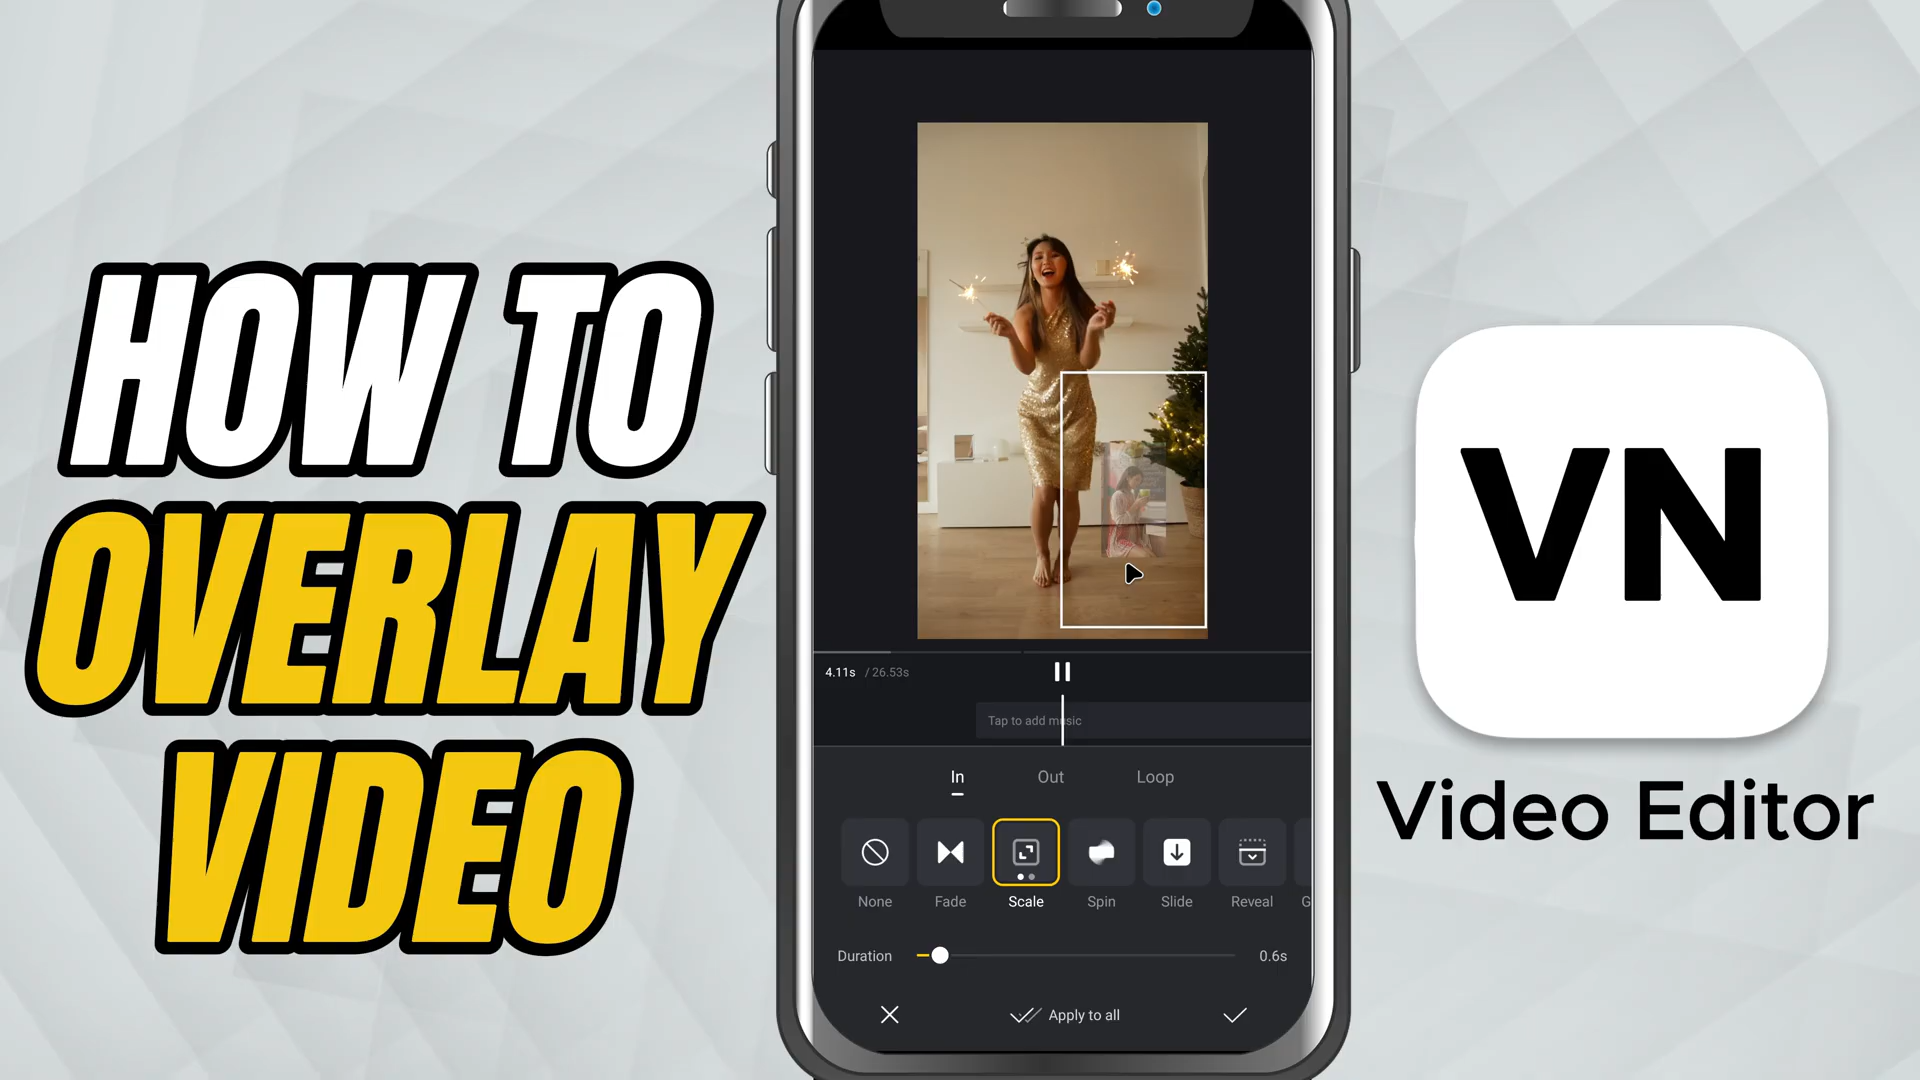 HOW TO
OVERLAY
VIDEO
4.11s / 26.53s
Tap to add music
In Out Loop
None Fade Scale Spin Slide Reveal G
Duration 0.6s
Apply to all
VN
Video Editor